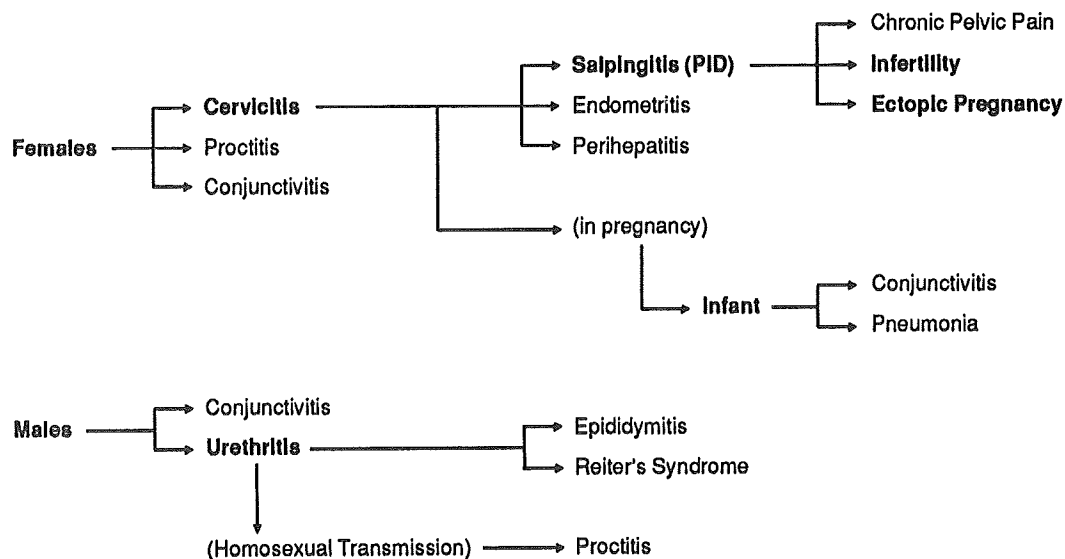 Chronic Pelvic Pain
Salpingitis (PID)
Infertility
Cervicitis
Endometritis
Ectopic Pregnancy
Females
Proctitis
Perihepatitis
Conjunctivitis
(in pregnancy)
Conjunctivitis
Infant
Pneumonia
Conjunctivitis
Males
Urethritis
Epididymitis
Reiter's Syndrome
(Homosexual Transmission)
Proctitis